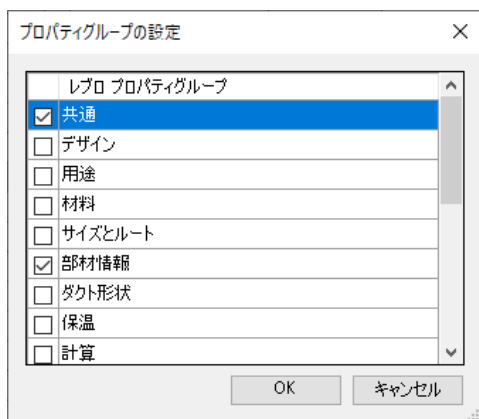 プロパティグループの設定
レブロ プロパティグループ
共通
デザイン
用途
材料
サイズとルート
部材情報
ダクト形状
保温
計算
OK キャンセル